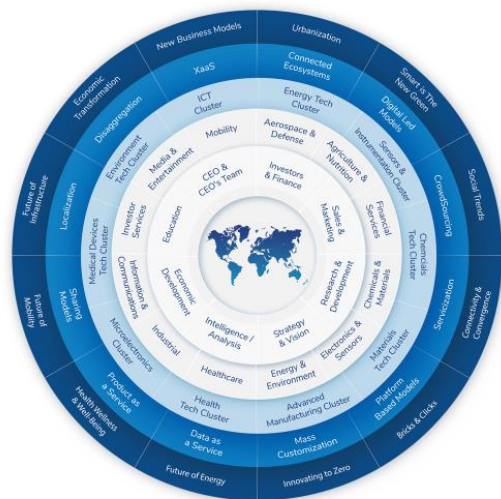 New Business Models
Urbanization
Smart is The
New Green
Social Trends
Connectivity &
Convergence
Bricks & Clicks
Innovating to Zero
Future of Energy
Health Wellness
& Well-Being
Future of
Mobility
Future of
Infrastructure
Economic
Transformation
XaaS
Connected
Ecosystems
Digital Led
Models
CrowdSourcing
Servicization
Platform
Based Models
Mass
Customization
Data as
a Service
Product as
a Service
Sharing
Models
Localization
Disaggregation
ICT
Cluster
Energy Tech
Cluster
Sensors &
Instrumentation Cluster
Chemcials
Tech Cluster
Materials
Tech Cluster
Advanced
Manufacturing Cluster
Health
Tech Cluster
Microelectronics
Cluster
Medical Devices
Tech Cluster
Environment
Tech Cluster
Mobility
Aerospace &
Defense
Agriculture &
Nutrition
Financial
Services
Chemicals &
Materials
Electronics &
Sensors
Energy &
Environment
Healthcare
Industrial
Information &
Communications
Investor
Services
Media &
Entertainment
CEO &
CEO's Team
Investors
& Finance
Sales &
Marketing
Research &
Development
Strategy
& Vision
Intelligence /
Analysis
Economic
Development
Education